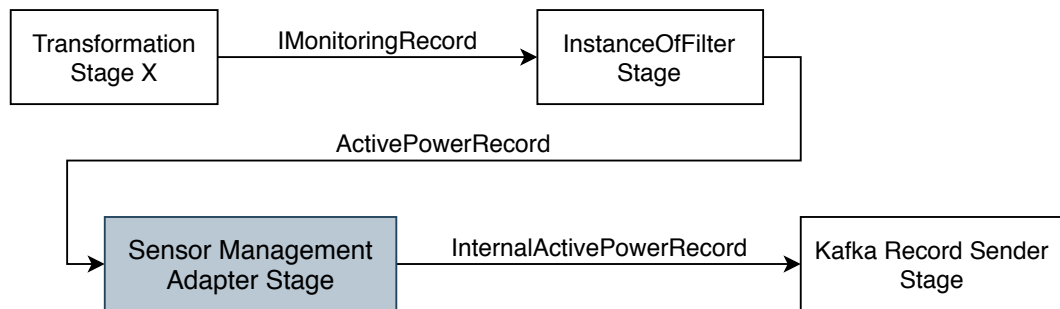 Transformation
Stage X
IMonitoringRecord
InstanceOfFilter
Stage
ActivePowerRecord
Sensor Management
Adapter Stage
InternalActivePowerRecord
Kafka Record Sender
Stage